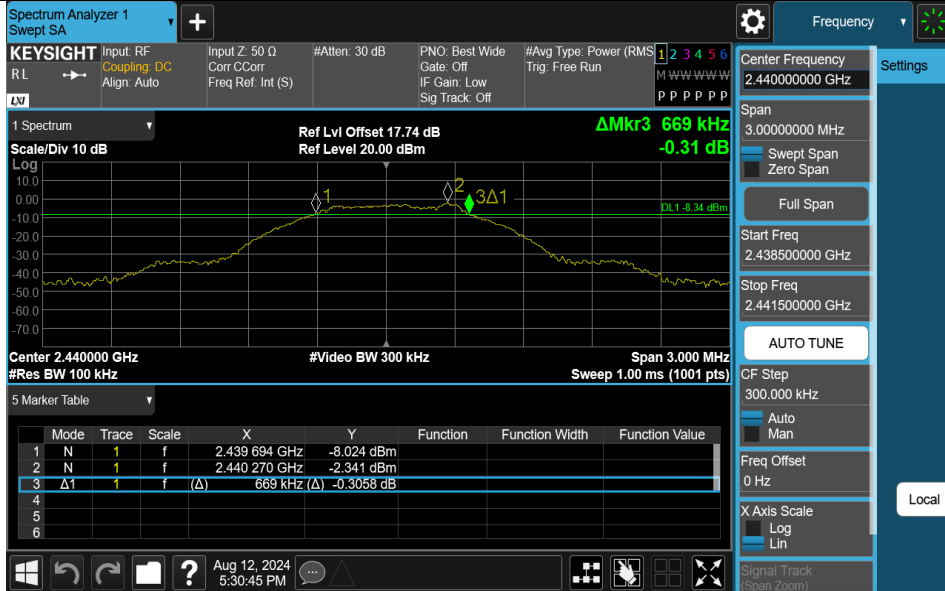 Spectrum Analyzer 1
Swept SA
+
Frequency
KEYSIGHT
R L
LXI
Input: RF
Coupling: DC
Align: Auto
Input Z: 50 Ω
Corr CCorr
Freq Ref: Int (S)
#Atten: 30 dB
PNO: Best Wide
Gate: Off
IF Gain: Low
Sig Track: Off
#Avg Type: Power (RMS
Trig: Free Run
1 2 3 4 5 6
M W W W W W
P P P P P P
1 Spectrum
Scale/Div 10 dB
Ref Lvl Offset 17.74 dB
Ref Level 20.00 dBm
ΔMkr3 669 kHz
-0.31 dB
Log
10.0
0.00
-10.0
-20.0
-30.0
-40.0
-50.0
-60.0
-70.0
1
2
3Δ1
DL1 -8.34 dBm
Center 2.440000 GHz
#Video BW 300 kHz
Span 3.000 MHz
#Res BW 100 kHz
Sweep 1.00 ms (1001 pts)
5 Marker Table
Mode Trace Scale X Y Function Function Width Function Value
1 N 1 f 2.439 694 GHz -8.024 dBm
2 N 1 f 2.440 270 GHz -2.341 dBm
3 Δ1 1 f (Δ) 669 kHz (Δ) -0.3058 dB
4
5
6
?
Aug 12, 2024
5:30:45 PM
Center Frequency
2.440000000 GHz
Span
3.00000000 MHz
Swept Span
Zero Span
Full Span
Start Freq
2.438500000 GHz
Stop Freq
2.441500000 GHz
AUTO TUNE
CF Step
300.000 kHz
Auto
Man
Freq Offset
0 Hz
X Axis Scale
Log
Lin
Signal Track
(Span Zoom)
Settings
Local